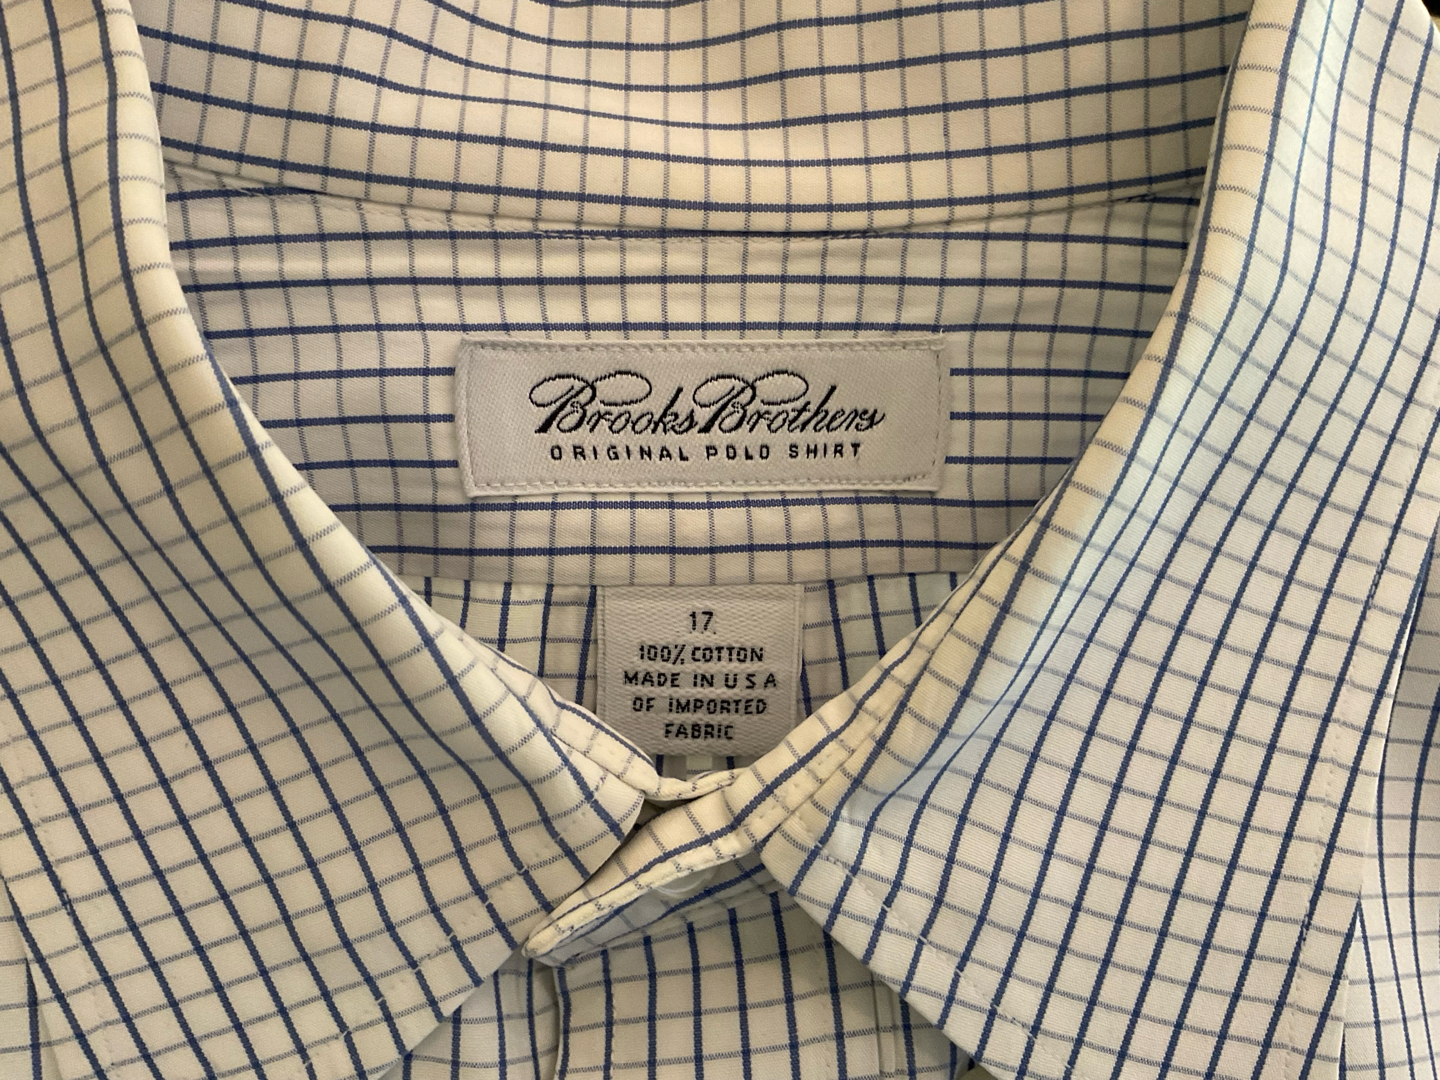 Brooks Brothers
ORIGINAL POLO SHIRT
17.
100% COTTON
MADE IN U S A
OF IMPORTED
FABRIC